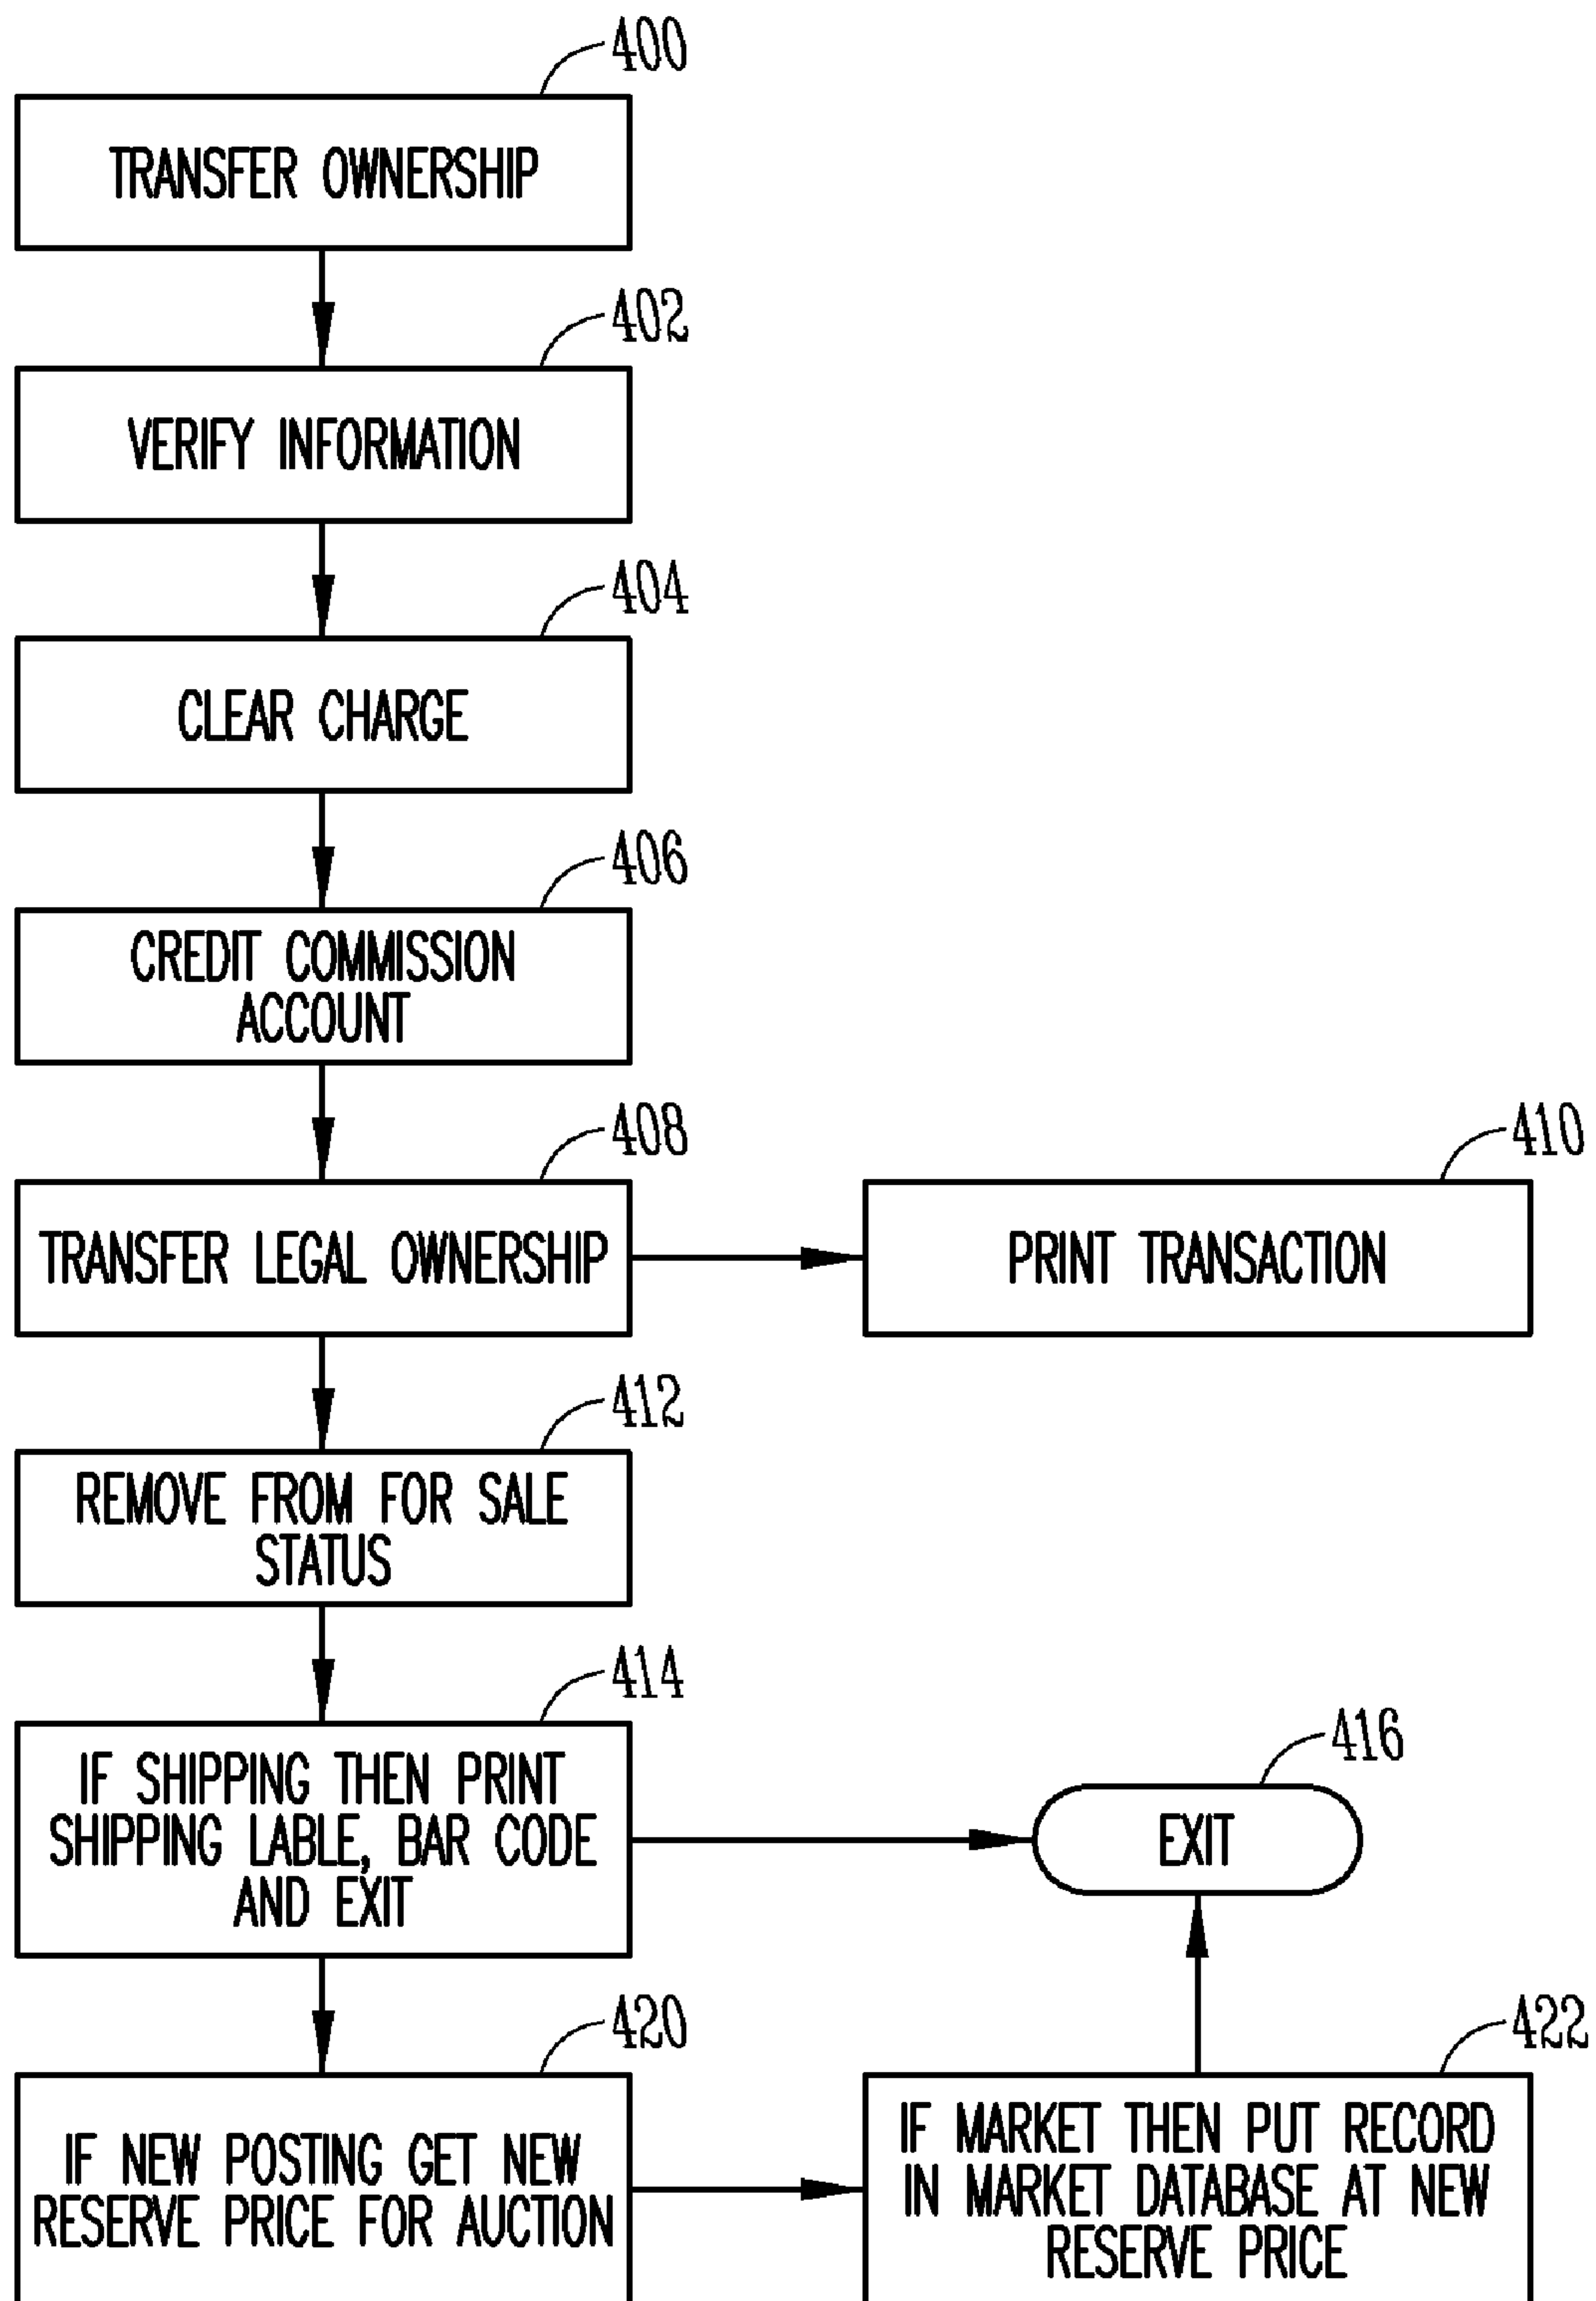 400
TRANSFER OWNERSHIP
402
VERIFY INFORMATION
404
CLEAR CHARGE
406
CREDIT COMMISSION
ACCOUNT
408
TRANSFER LEGAL OWNERSHIP
410
PRINT TRANSACTION
412
REMOVE FROM FOR SALE
STATUS
414
IF SHIPPING THEN PRINT
SHIPPING LABLE, BAR CODE
AND EXIT
416
EXIT
420
IF NEW POSTING GET NEW
RESERVE PRICE FOR AUCTION
422
IF MARKET THEN PUT RECORD
IN MARKET DATABASE AT NEW
RESERVE PRICE